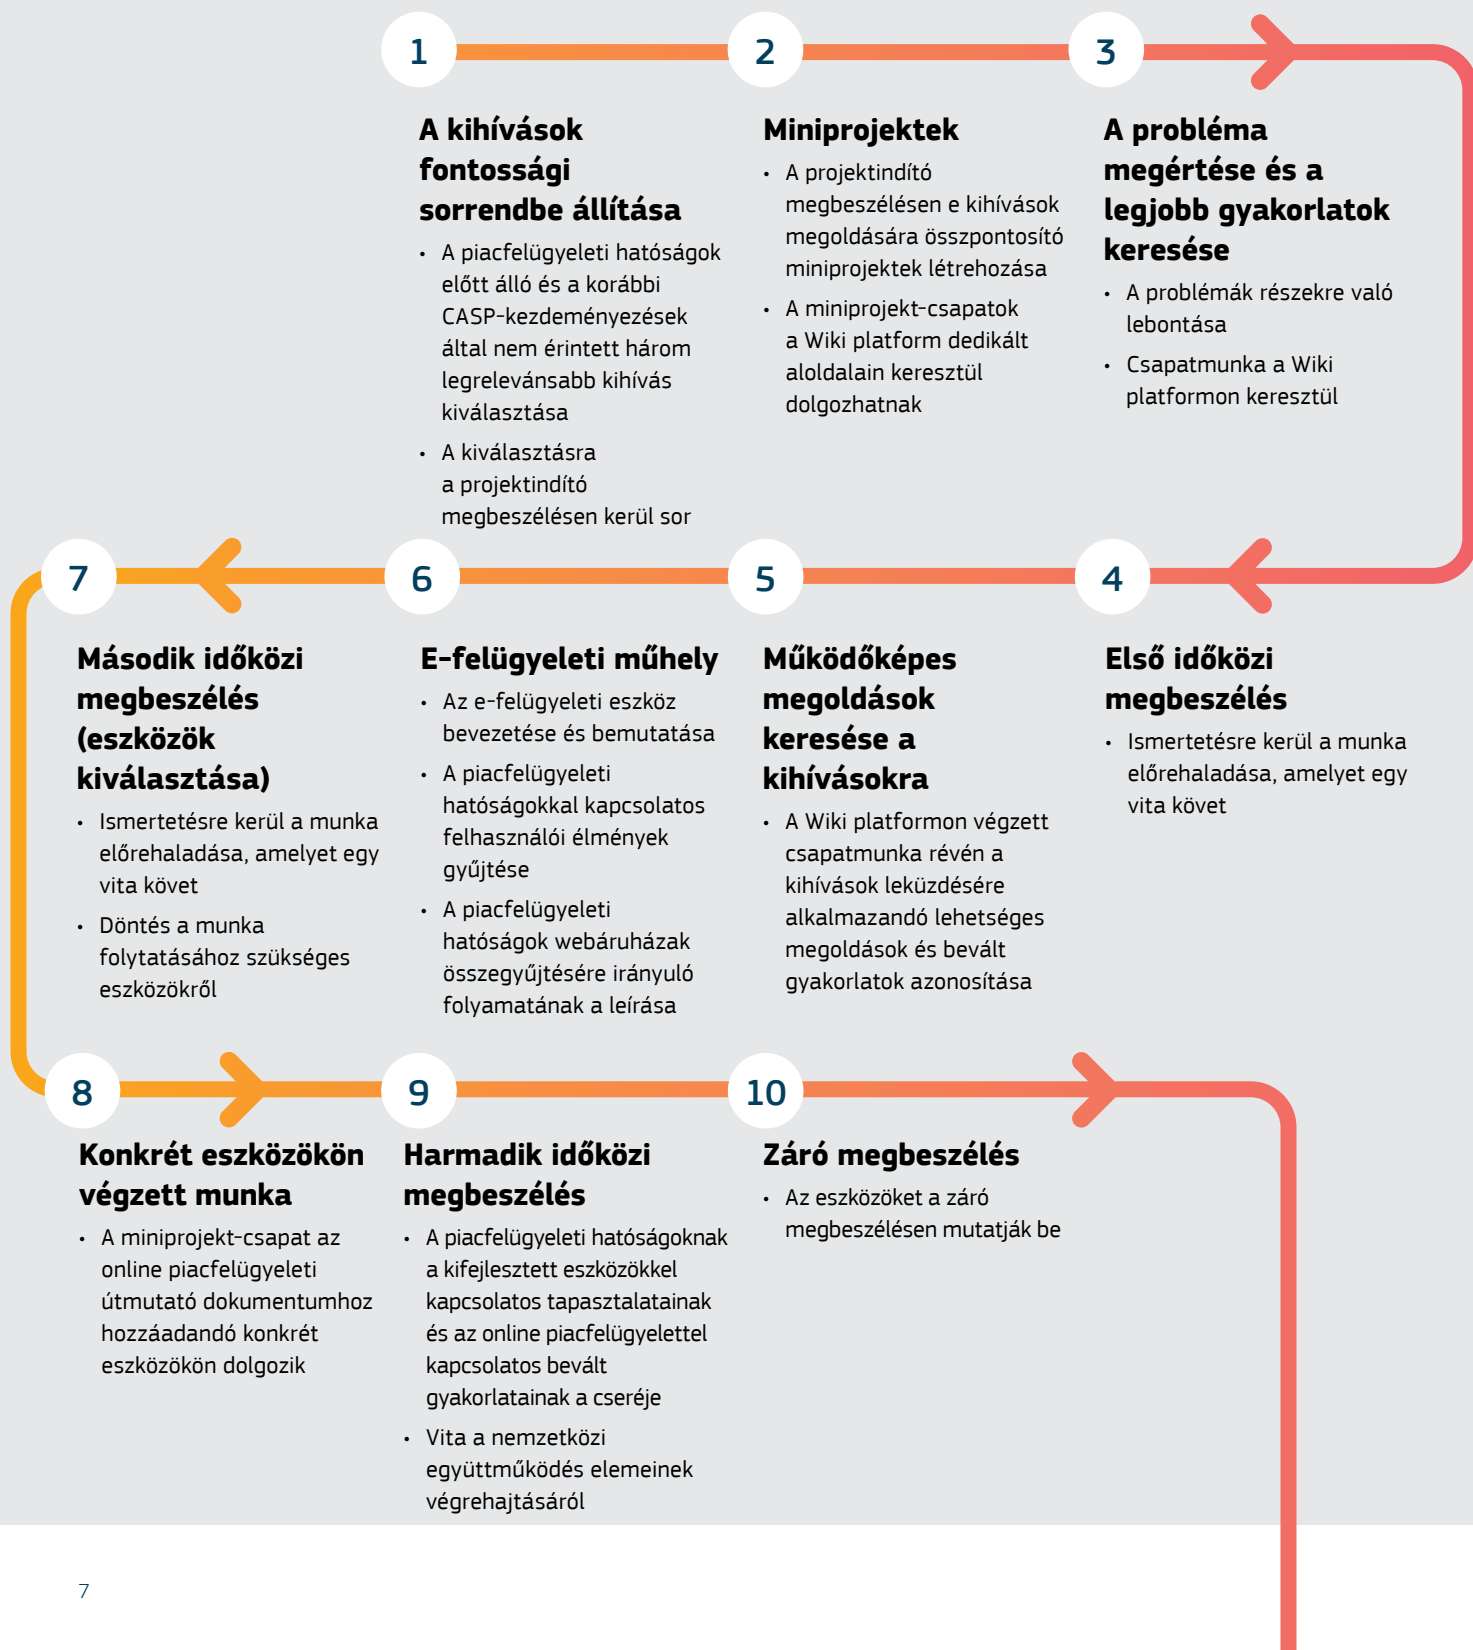 1
A kihívások
fontossági
sorrendbe állítása
• A piacfelügyeleti hatóságok
előtt álló és a korábbi
CASP-kezdeményezések
által nem érintett három
legrelevánsabb kihívás
kiválasztása
• A kiválasztásra
a projektindító
megbeszélésen kerül sor
2
Miniprojektek
• A projektindító
megbeszélésen e kihívások
megoldására összpontosító
miniprojektek létrehozása
• A miniprojekt-csapatok
a Wiki platform dedikált
aloldalain keresztül
dolgozhatnak
3
A probléma
megértése és a
legjobb gyakorlatok
keresése
• A problémák részekre való
lebontása
• Csapatmunka a Wiki
platformon keresztül
4
Első időközi
megbeszélés
• Ismertetésre kerül a munka
előrehaladása, amelyet egy
vita követ
5
Működőképes
megoldások
keresése a
kihívásokra
• A Wiki platformon végzett
csapatmunka révén a
kihívások leküzdésére
alkalmazandó lehetséges
megoldások és bevált
gyakorlatok azonosítása
6
E-felügyeleti műhely
• Az e-felügyeleti eszköz
bevezetése és bemutatása
• A piacfelügyeleti
hatóságokkal kapcsolatos
felhasználói élmények
gyűjtése
• A piacfelügyeleti
hatóságok webáruházak
összegyűjtésére irányuló
folyamatának a leírása
7
Második időközi
megbeszélés
(eszközök
kiválasztása)
• Ismertetésre kerül a munka
előrehaladása, amelyet egy
vita követ
• Döntés a munka
folytatásához szükséges
eszközökről
8
Konkrét eszközökön
végzett munka
• A miniprojekt-csapat az
online piacfelügyeleti
útmutató dokumentumhoz
hozzáadandó konkrét
eszközökön dolgozik
9
Harmadik időközi
megbeszélés
• A piacfelügyeleti hatóságoknak
a kifejlesztett eszközökkel
kapcsolatos tapasztalatainak
és az online piacfelügyelettel
kapcsolatos bevált
gyakorlatainak a cseréje
• Vita a nemzetközi
együttműködés elemeinek
végrehajtásáról
10
Záró megbeszélés
• Az eszközöket a záró
megbeszélésen mutatják be
7